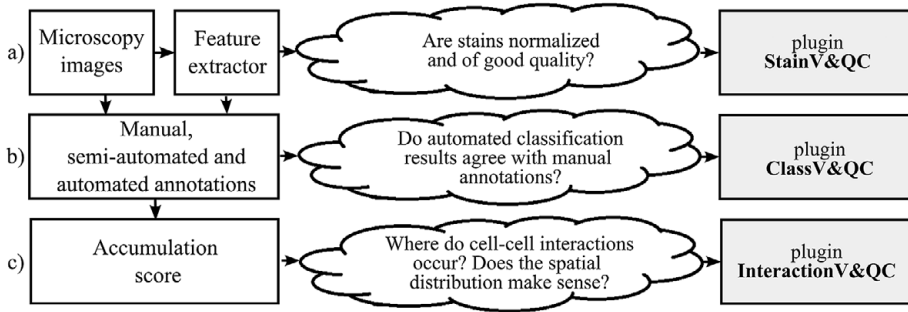 a)
Microscopy
images
Feature
extractor
Are stains normalized
and of good quality?
plugin
StainV&QC
b)
Manual,
semi-automated and
automated annotations
Do automated classification
results agree with manual
annotations?
plugin
ClassV&QC
c)
Accumulation
score
Where do cell-cell interactions
occur? Does the spatial
distribution make sense?
plugin
InteractionV&QC